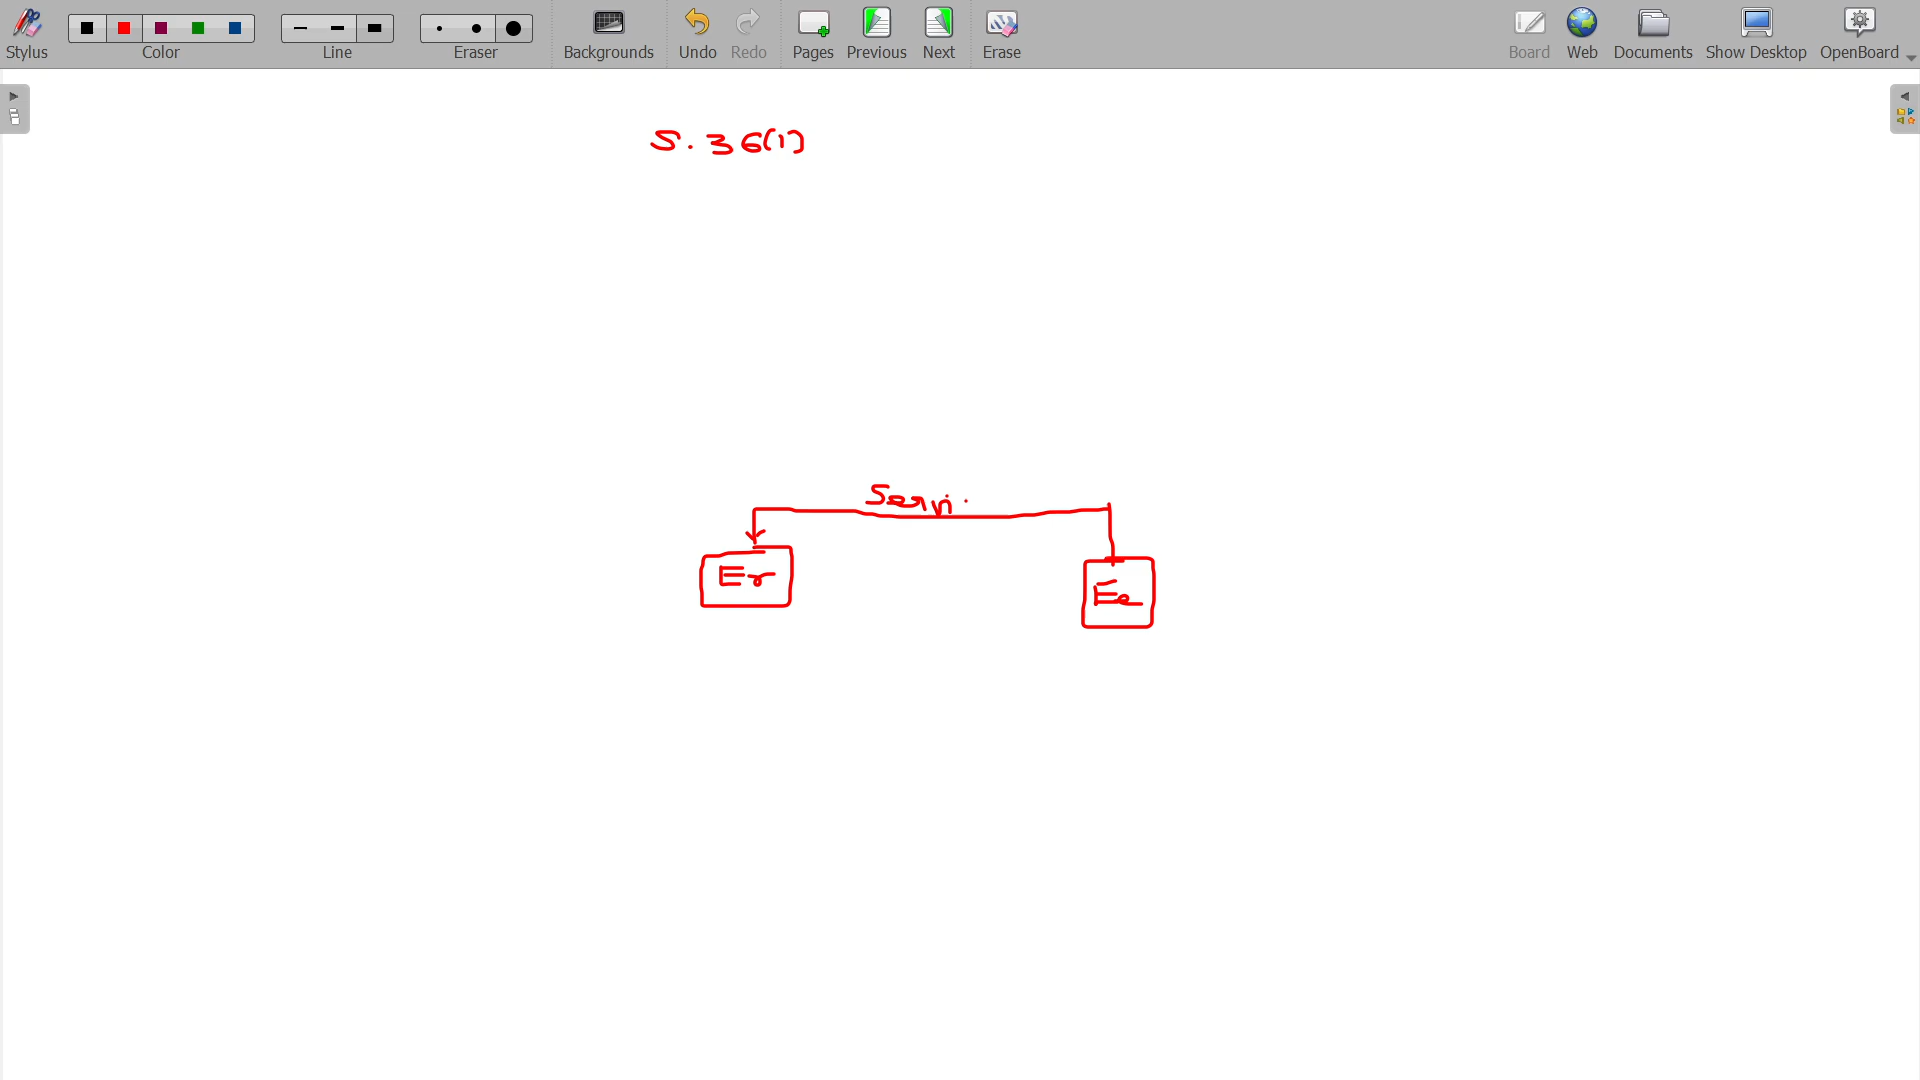 Stylus Color Line Eraser Backgrounds Undo Redo Pages Previous Next Erase Board Web Documents Show Desktop OpenBoard
S. 36(1)
Servi.
Er
Ee